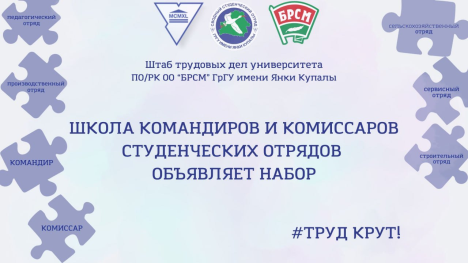 педагогический
отряд
MCMXL
БРСМ
сельскохозяйственный
отряд
Штаб трудовых дел университета
ПО/РК ОО "БРСМ" ГрГУ имени Янки Купалы
производственный
отряд
сервисный
отряд
ШКОЛА КОМАНДИРОВ И КОМИССАРОВ
СТУДЕНЧЕСКИХ ОТРЯДОВ
ОБЪЯВЛЯЕТ НАБОР
КОМАНДИР
строительный
отряд
КОМИССАР
#ТРУД КРУТ!